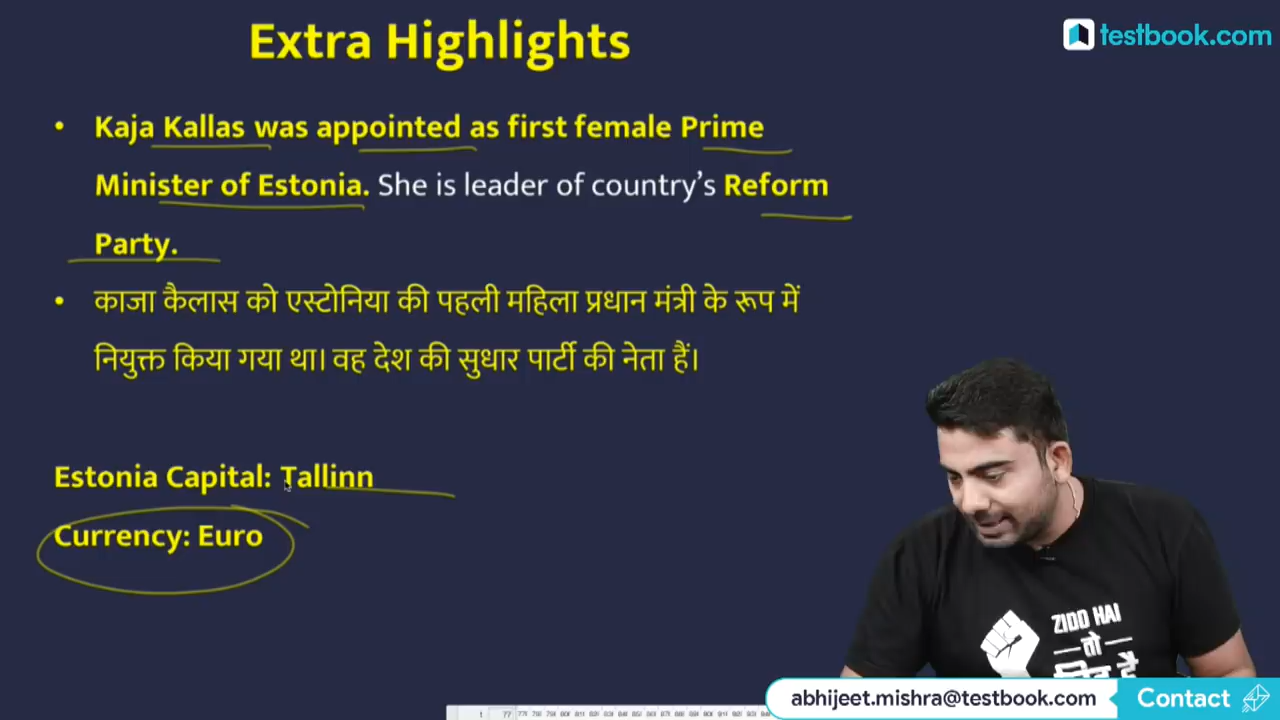 Extra Highlights
testbook.com
• Kaja Kallas was appointed as first female Prime
Minister of Estonia. She is leader of country's Reform
Party.
• काजा कैलास को एस्टोनिया की पहली महिला प्रधान मंत्री के रूप में
नियुक्त किया गया था। वह देश की सुधार पार्टी की नेता हैं।
Estonia Capital: Tallinn
Currency: Euro
ZIDD HAI
तो
है
abhijeet.mishra@testbook.com Contact